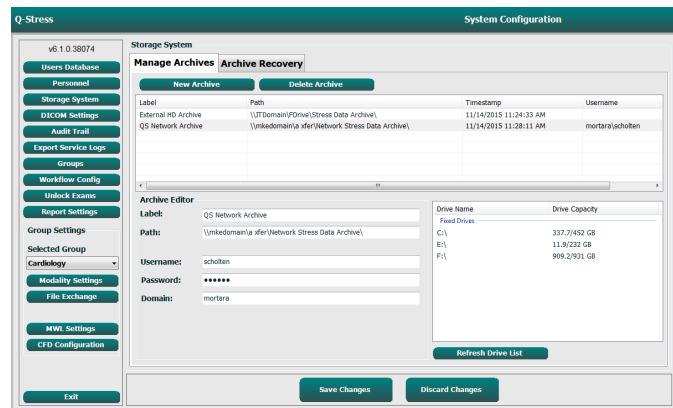 Q-Stress
System Configuration
v6.1.0.38074
Users Database
Personnel
Storage System
DICOM Settings
Audit Trail
Export Service Logs
Groups
Workflow Config
Unlock Exams
Report Settings
Group Settings
Selected Group
Cardiology
Modality Settings
File Exchange
MWL Settings
CFD Configuration
Exit
Storage System
Manage Archives Archive Recovery
New Archive Delete Archive
Label Path Timestamp Username
External HD Archive \\JTDomain\FDrive\Stress Data Archive\ 11/14/2015 11:24:33 AM
QS Network Archive \\mkedomain\a xfer\Network Stress Data Archive\ 11/14/2015 11:28:11 AM mortara\scholten
Archive Editor
Label: QS Network Archive
Path: \\mkedomain\a xfer\Network Stress Data Archive\
Username: scholten
Password: ●●●●●●
Domain: mortara
Drive Name Drive Capacity
Fixed Drives
C:\ 337.7/452 GB
E:\ 11.9/232 GB
F:\ 909.2/931 GB
Refresh Drive List
Save Changes Discard Changes